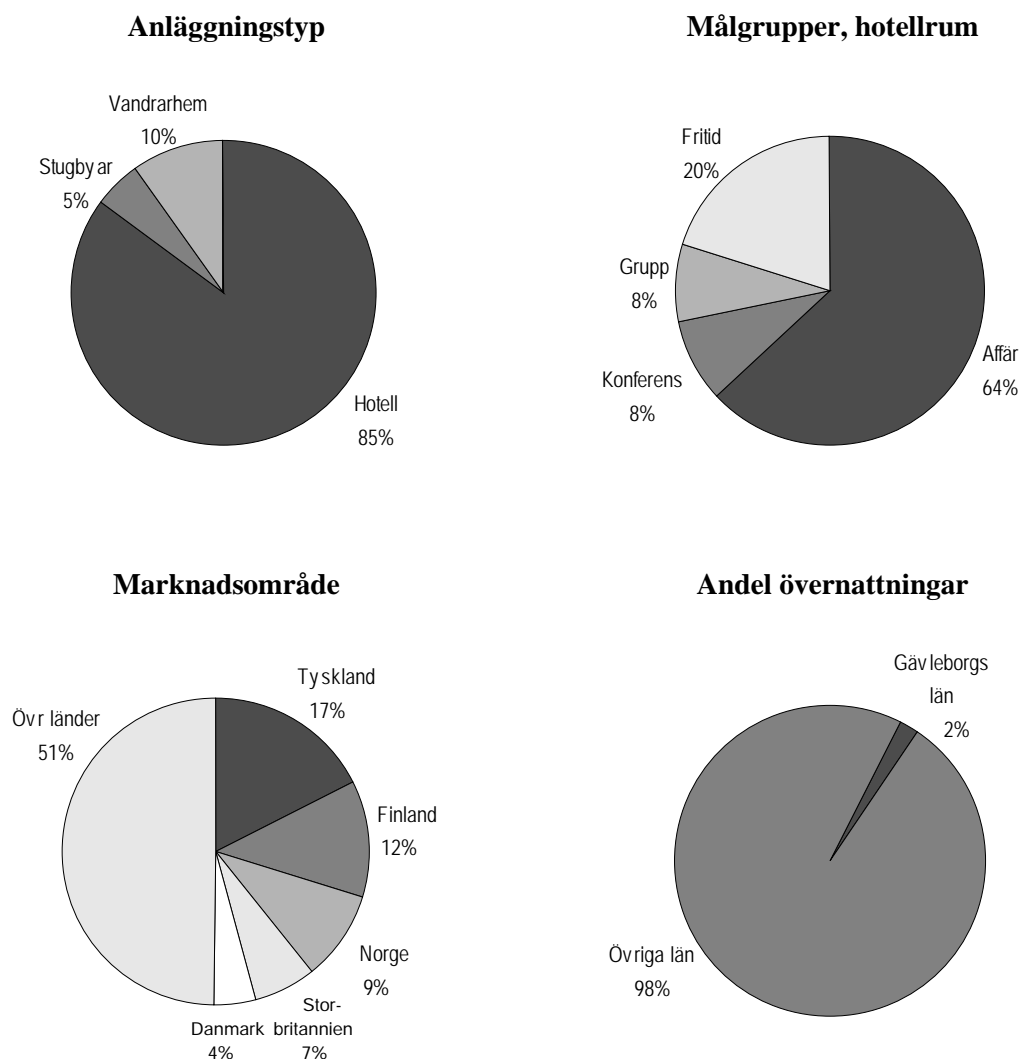 Anläggningstyp
Vandrarhem
10%
Stugbyar
5%
Hotell
85%
Målgrupper, hotellrum
Fritid
20%
Grupp
8%
Konferens
8%
Affär
64%
Marknadsområde
Tyskland
17%
Övr länder
51%
Finland
12%
Norge
9%
Stor-
britannien
7%
Danmark
4%
Andel övernattningar
Gävleborgs
län
2%
Övriga län
98%